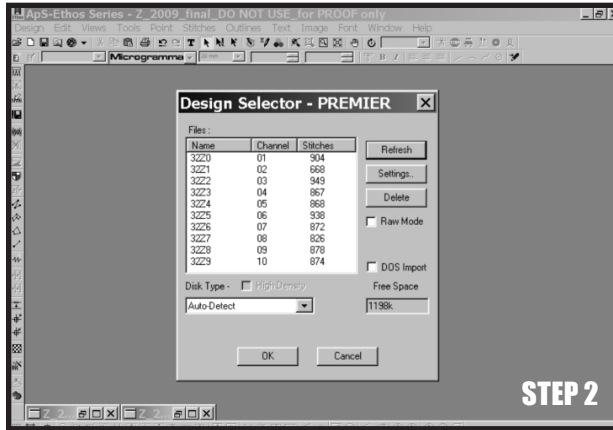 ApS-Ethos Series - Z_2009_final_DO NOT USE_for PROOF only
Design Edit Views Tools Point Stitches Outlines Text Image Font Window Help
Microgramma
Design Selector - PREMIER
Files :
Name Channel Stitches
32Z0 01 904
32Z1 02 668
32Z2 03 949
32Z3 04 867
32Z4 05 868
32Z5 06 938
32Z6 07 872
32Z7 08 826
32Z8 09 878
32Z9 10 874
Refresh
Settings..
Delete
Raw Mode
DOS Import
Disk Type - High Density
Free Space
Auto-Detect
1198k
OK Cancel
STEP 2
Z_2... Z_2...